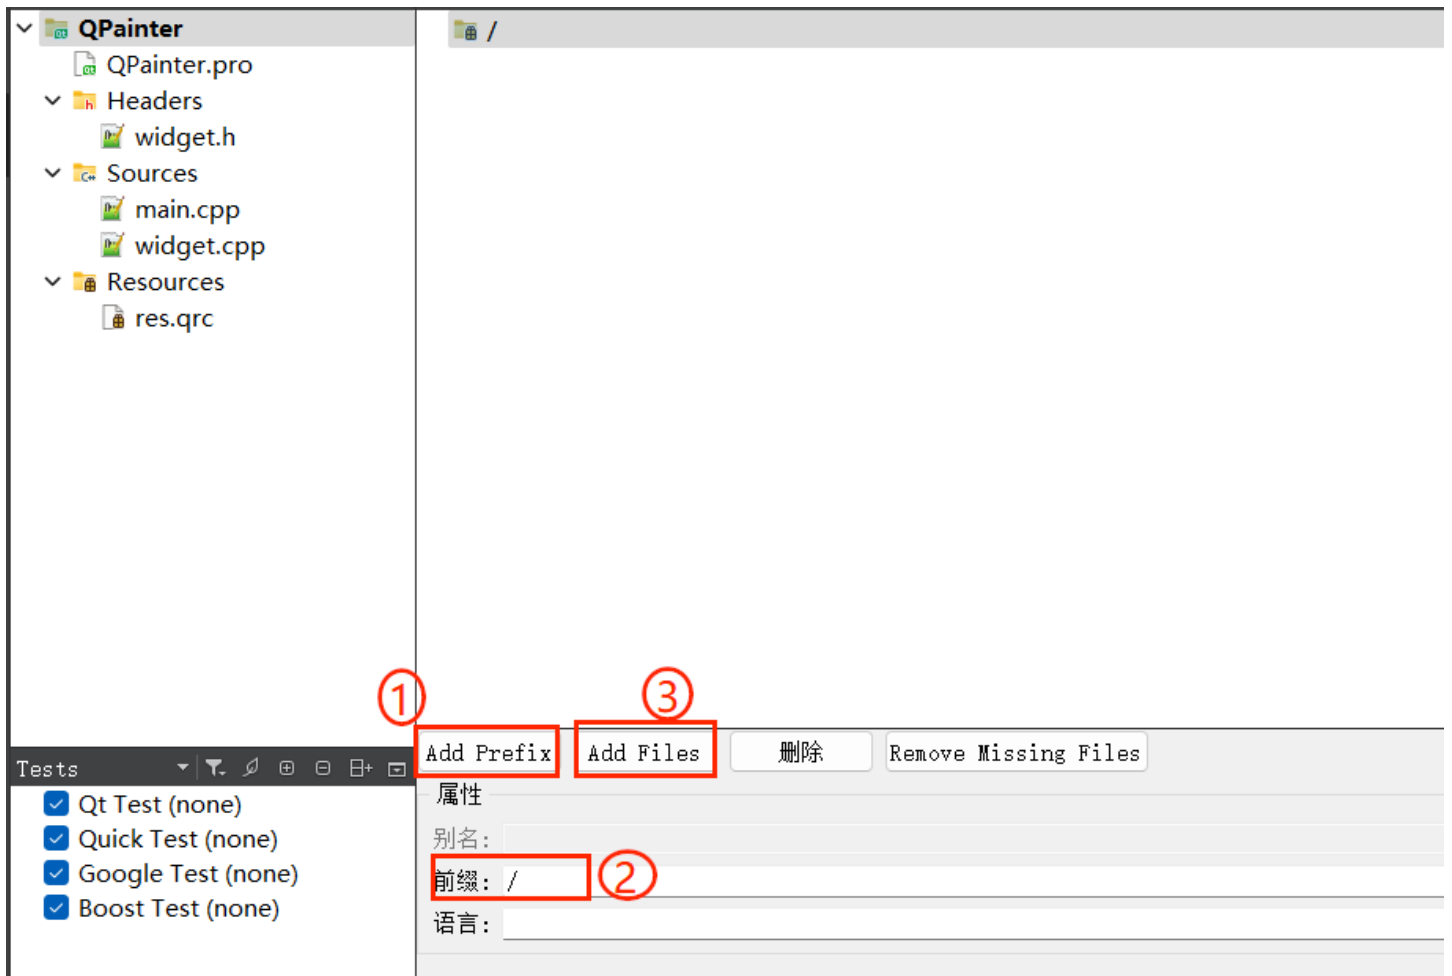 QPainter
QPainter.pro
Headers
widget.h
Sources
main.cpp
widget.cpp
Resources
res.qrc
/
① ③
Add Prefix Add Files 删除 Remove Missing Files
属性
别名:
前缀: / ②
语言:
Tests
Qt Test (none)
Quick Test (none)
Google Test (none)
Boost Test (none)